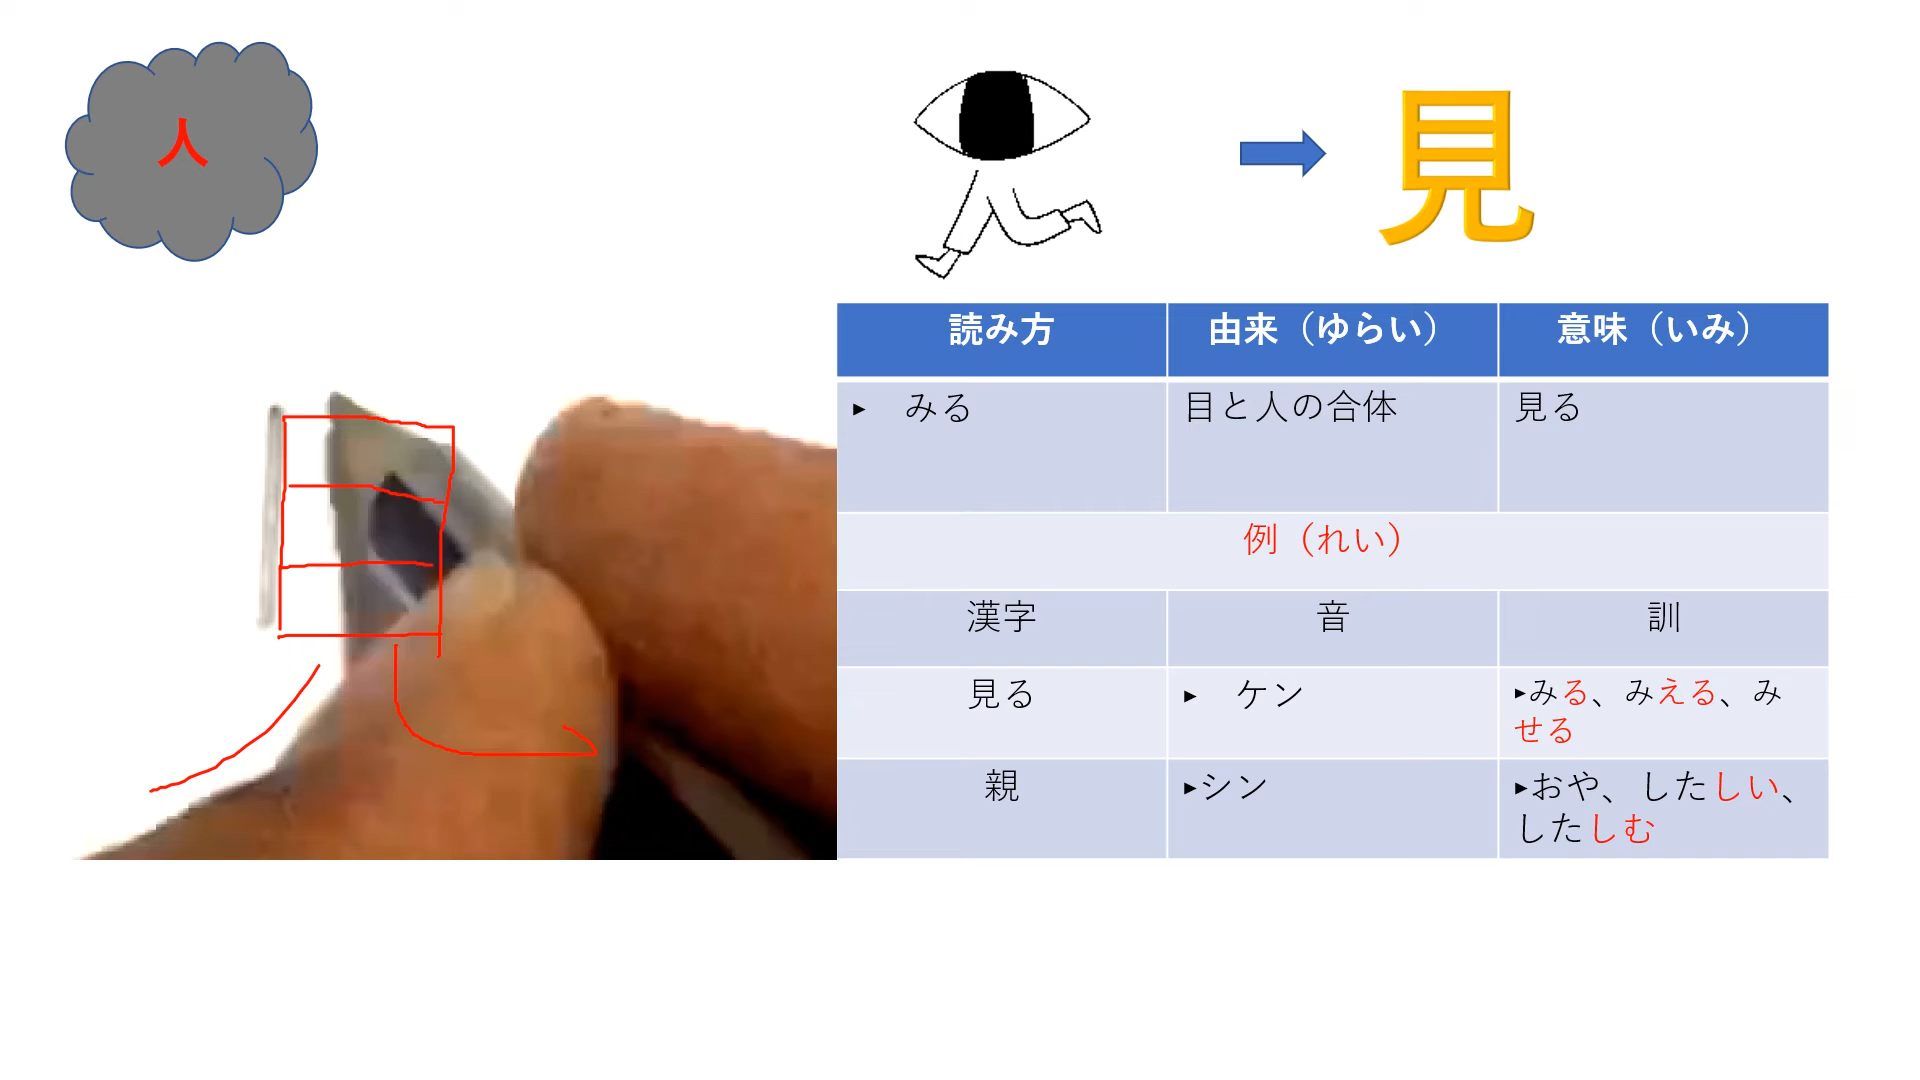 人
見
読み方 由来（ゆらい） 意味（いみ）
▸ みる 目と人の合体 見る
例（れい）
漢字 音 訓
見る ▸ ケン ▸みる、みえる、み
せる
親 ▸シン ▸おや、したしい、
したしむ
見